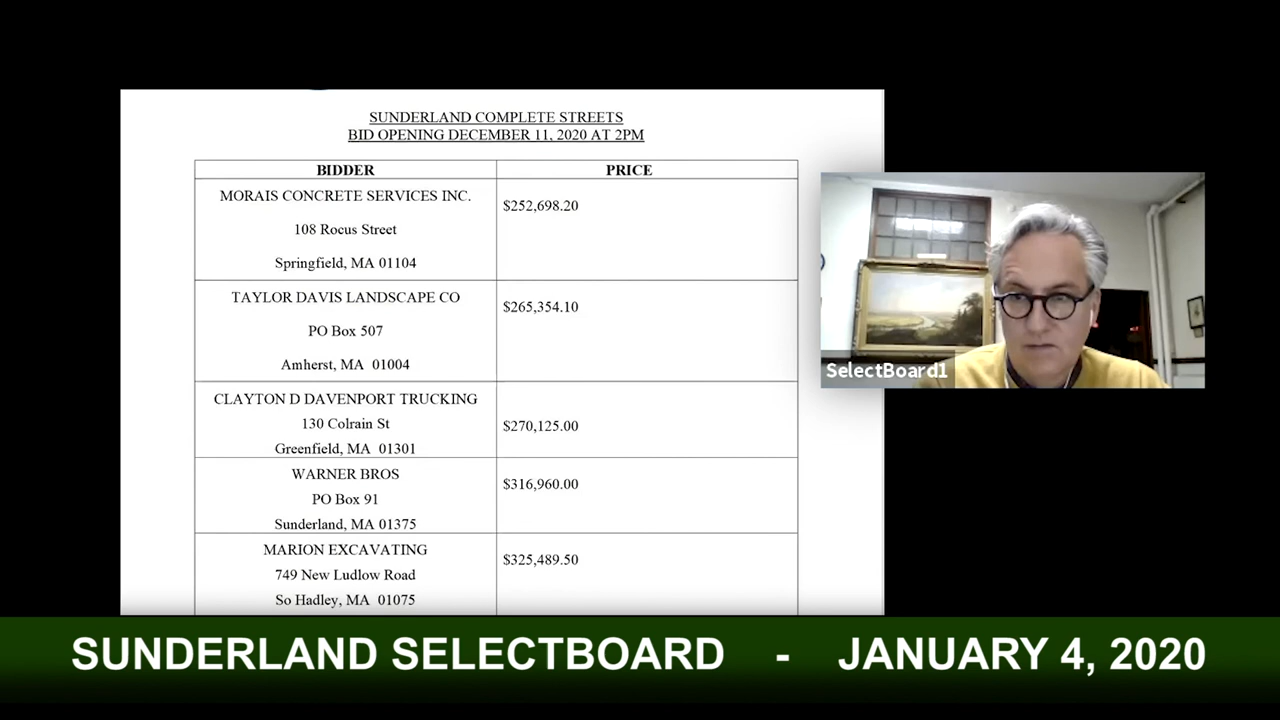 SUNDERLAND COMPLETE STREETS
BID OPENING DECEMBER 11, 2020 AT 2PM
BIDDER PRICE
MORAIS CONCRETE SERVICES INC.
108 Rocus Street
Springfield, MA 01104
$252,698.20
TAYLOR DAVIS LANDSCAPE CO
PO Box 507
Amherst, MA 01004
$265,354.10
CLAYTON D DAVENPORT TRUCKING
130 Colrain St
Greenfield, MA 01301
$270,125.00
WARNER BROS
PO Box 91
Sunderland, MA 01375
$316,960.00
MARION EXCAVATING
749 New Ludlow Road
So Hadley, MA 01075
$325,489.50
SelectBoard1
SUNDERLAND SELECTBOARD - JANUARY 4, 2020